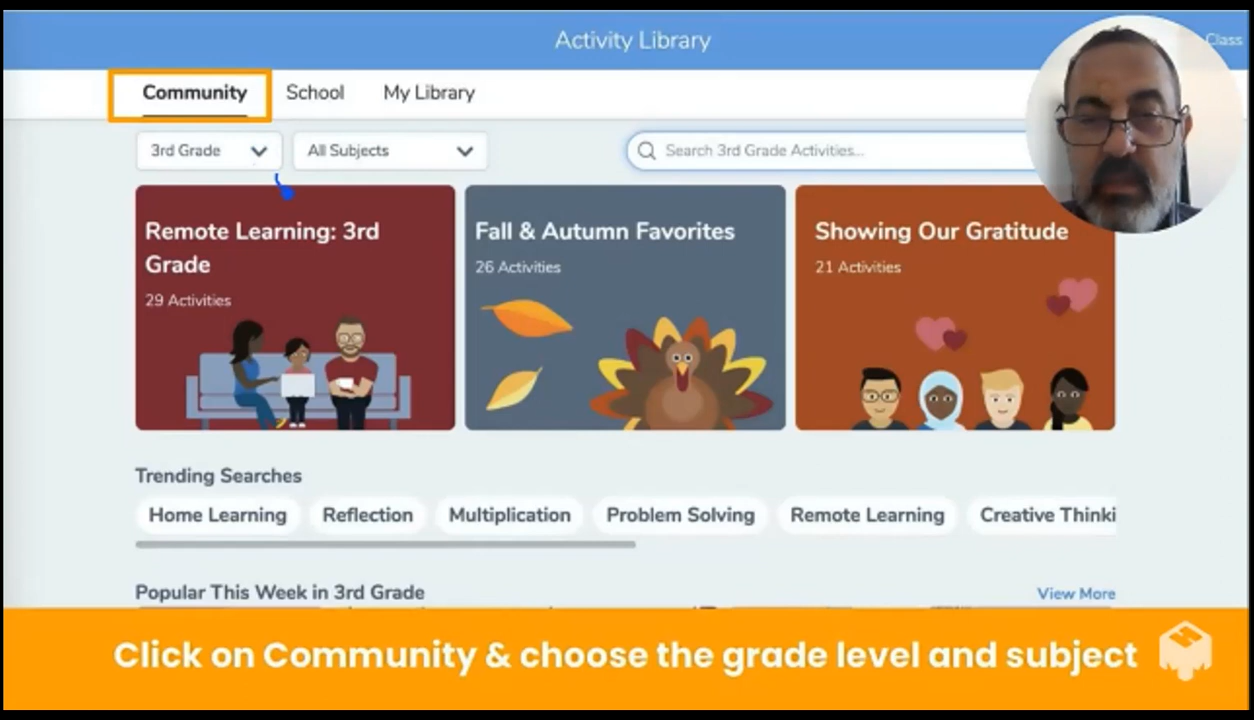 Activity Library
Class
Community School My Library
3rd Grade All Subjects Search 3rd Grade Activities...
Remote Learning: 3rd
Grade
29 Activities
Fall & Autumn Favorites
26 Activities
Showing Our Gratitude
21 Activities
Trending Searches
Home Learning Reflection Multiplication Problem Solving Remote Learning Creative Thinki
Popular This Week in 3rd Grade View More
Click on Community & choose the grade level and subject